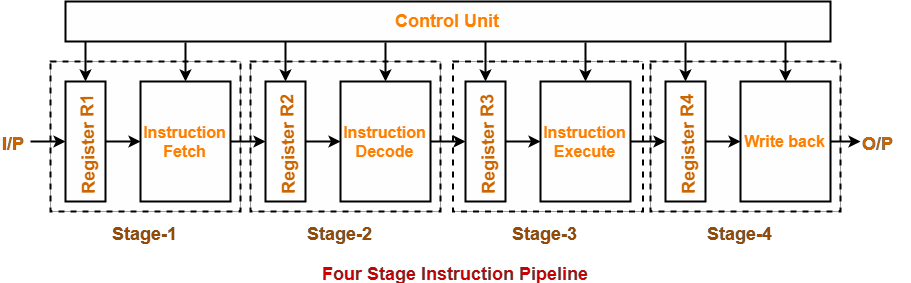 Control Unit
I/P
Register R1
Instruction
Fetch
Register R2
Instruction
Decode
Register R3
Instruction
Execute
Register R4
Write back
O/P
Stage-1
Stage-2
Stage-3
Stage-4
Four Stage Instruction Pipeline